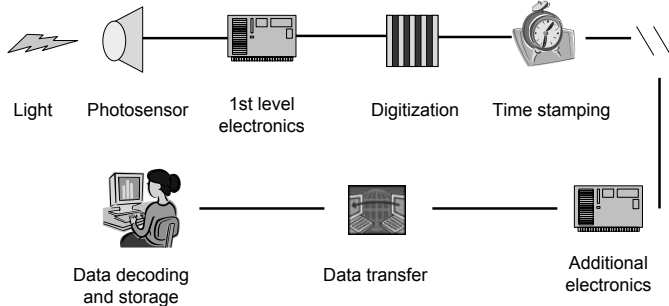 Light
Photosensor
1st level
electronics
Digitization
Time stamping
Data decoding
and storage
Data transfer
Additional
electronics